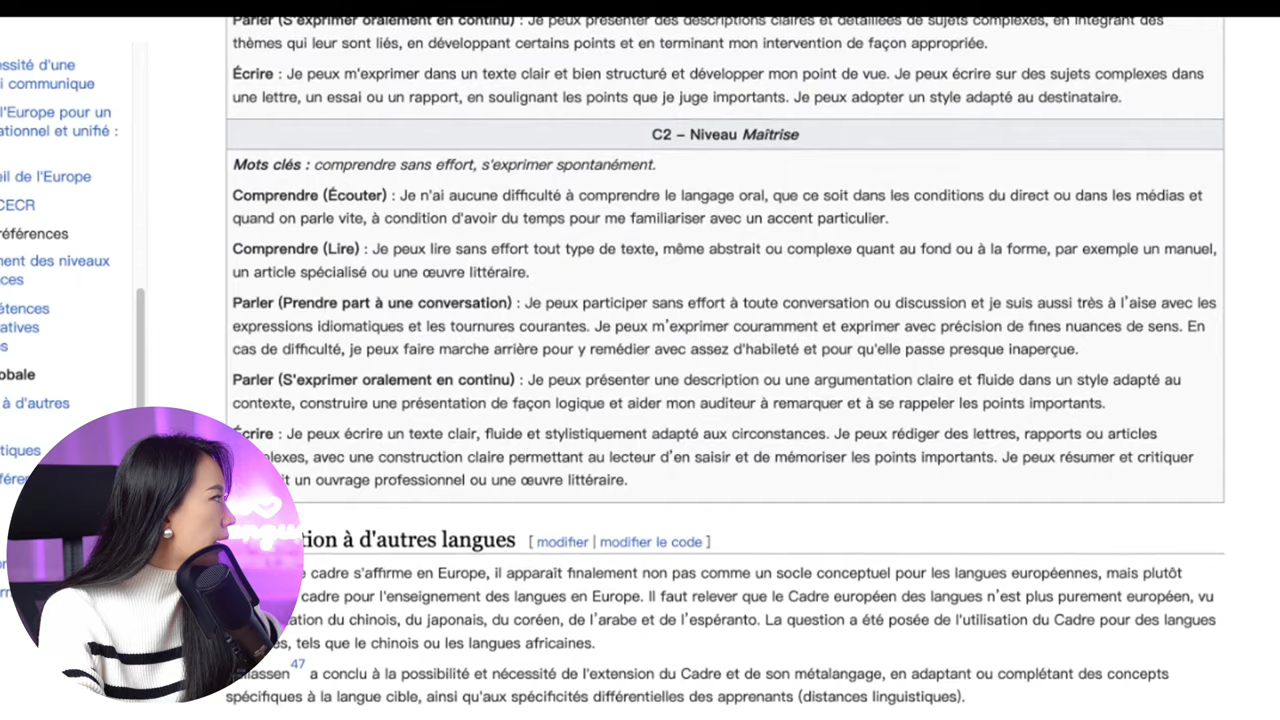 Parler (S'exprimer oralement en continu) : Je peux présenter des descriptions claires et détaillées de sujets complexes, en intégrant des
thèmes qui leur sont liés, en développant certains points et en terminant mon intervention de façon appropriée.
Écrire : Je peux m'exprimer dans un texte clair et bien structuré et développer mon point de vue. Je peux écrire sur des sujets complexes dans
une lettre, un essai ou un rapport, en soulignant les points que je juge importants. Je peux adopter un style adapté au destinataire.
C2 – Niveau Maîtrise
Mots clés : comprendre sans effort, s'exprimer spontanément.
Comprendre (Écouter) : Je n'ai aucune difficulté à comprendre le langage oral, que ce soit dans les conditions du direct ou dans les médias et
quand on parle vite, à condition d'avoir du temps pour me familiariser avec un accent particulier.
Comprendre (Lire) : Je peux lire sans effort tout type de texte, même abstrait ou complexe quant au fond ou à la forme, par exemple un manuel,
un article spécialisé ou une œuvre littéraire.
Parler (Prendre part à une conversation) : Je peux participer sans effort à toute conversation ou discussion et je suis aussi très à l'aise avec les
expressions idiomatiques et les tournures courantes. Je peux m'exprimer couramment et exprimer avec précision de fines nuances de sens. En
cas de difficulté, je peux faire marche arrière pour y remédier avec assez d'habileté et pour qu'elle passe presque inaperçue.
Parler (S'exprimer oralement en continu) : Je peux présenter une description ou une argumentation claire et fluide dans un style adapté au
contexte, construire une présentation de façon logique et aider mon auditeur à remarquer et à se rappeler les points importants.
Écrire : Je peux écrire un texte clair, fluide et stylistiquement adapté aux circonstances. Je peux rédiger des lettres, rapports ou articles
plexes, avec une construction claire permettant au lecteur d'en saisir et de mémoriser les points importants. Je peux résumer et critiquer
it un ouvrage professionnel ou une œuvre littéraire.
tion à d'autres langues [ modifier | modifier le code ]
cadre s'affirme en Europe, il apparaît finalement non pas comme un socle conceptuel pour les langues européennes, mais plutôt
cadre pour l'enseignement des langues en Europe. Il faut relever que le Cadre européen des langues n'est plus purement européen, vu
ation du chinois, du japonais, du coréen, de l'arabe et de l'espéranto. La question a été posée de l'utilisation du Cadre pour des langues
es, tels que le chinois ou les langues africaines.
47 a conclu à la possibilité et nécessité de l'extension du Cadre et de son métalangage, en adaptant ou complétant des concepts
spécifiques à la langue cible, ainsi qu'aux spécificités différentielles des apprenants (distances linguistiques).
essité d'une
i communique
l'Europe pour un
ationnel et unifié :
eil de l'Europe
CECR
références
ment des niveaux
ces
étences
atives
s
obale
à d'autres
tiques